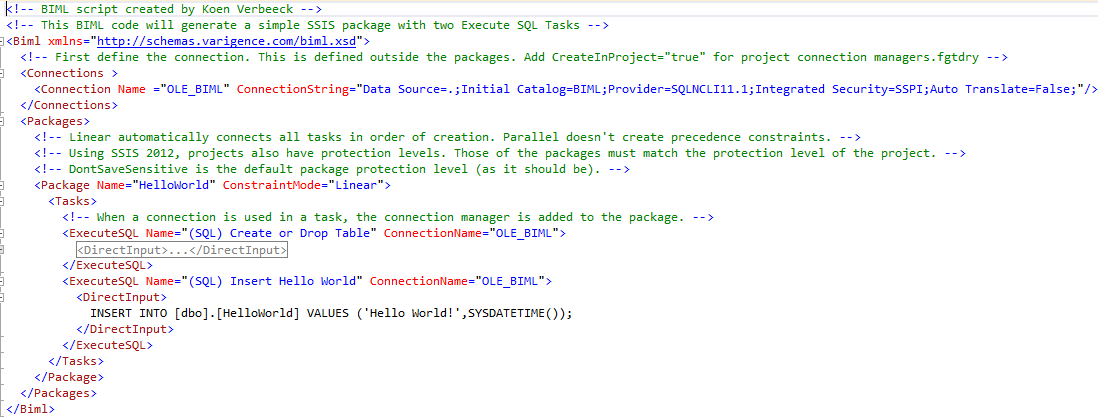 <!-- BIML script created by Koen Verbeeck -->
<!-- This BIML code will generate a simple SSIS package with two Execute SQL Tasks -->
<Biml xmlns="http://schemas.varigence.com/biml.xsd">
<!-- First define the connection. This is defined outside the packages. Add CreateInProject="true" for project connection managers.fgtdry -->
<Connections >
<Connection Name ="OLE_BIML" ConnectionString="Data Source=.;Initial Catalog=BIML;Provider=SQLNCLI11.1;Integrated Security=SSPI;Auto Translate=False;"/>
</Connections>
<Packages>
<!-- Linear automatically connects all tasks in order of creation. Parallel doesn't create precedence constraints. -->
<!-- Using SSIS 2012, projects also have protection levels. Those of the packages must match the protection level of the project. -->
<!-- DontSaveSensitive is the default package protection level (as it should be). -->
<Package Name="HelloWorld" ConstraintMode="Linear">
<Tasks>
<!-- When a connection is used in a task, the connection manager is added to the package. -->
<ExecuteSQL Name="(SQL) Create or Drop Table" ConnectionName="OLE_BIML">
<DirectInput>...</DirectInput>
</ExecuteSQL>
<ExecuteSQL Name="(SQL) Insert Hello World" ConnectionName="OLE_BIML">
<DirectInput>
INSERT INTO [dbo].[HelloWorld] VALUES ('Hello World!',SYSDATETIME());
</DirectInput>
</ExecuteSQL>
</Tasks>
</Package>
</Packages>
</Biml>